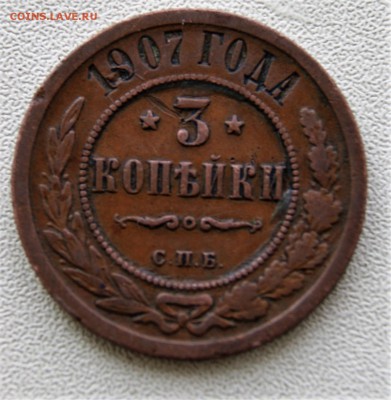 COINS.LAVE.RU
1907 ГОДА
3
КОПѢЙКИ
С.П.Б.